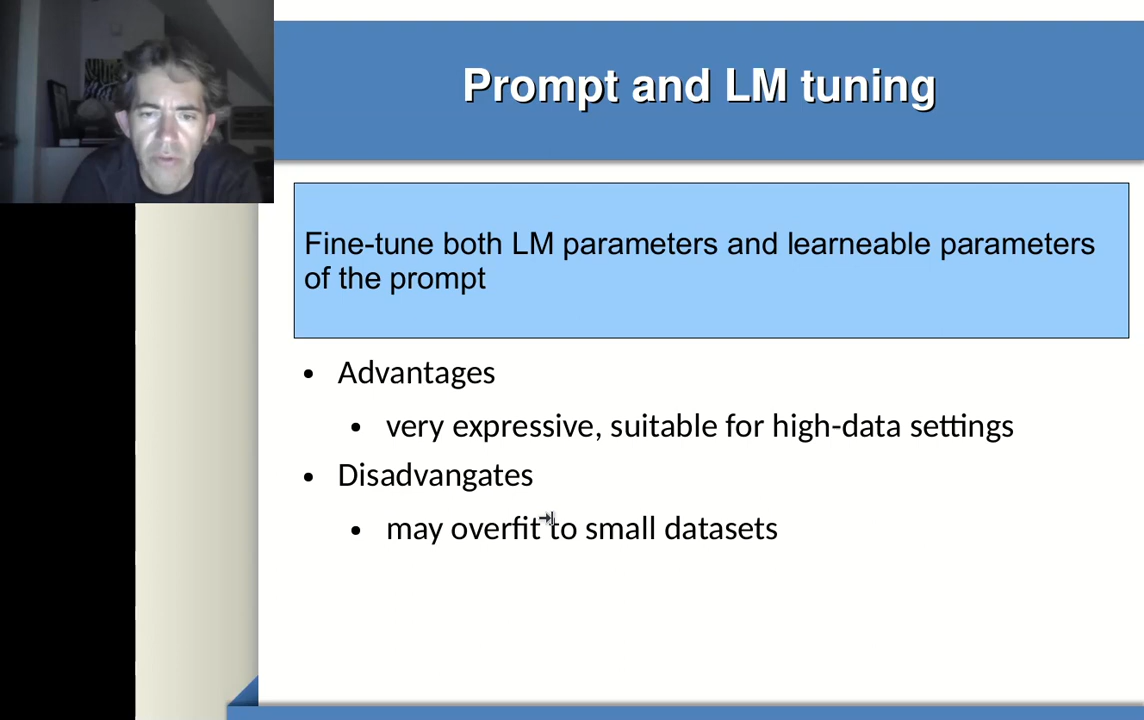 Prompt and LM tuning
Fine-tune both LM parameters and learneable parameters
of the prompt
• Advantages
• very expressive, suitable for high-data settings
• Disadvangates
• may overfit to small datasets